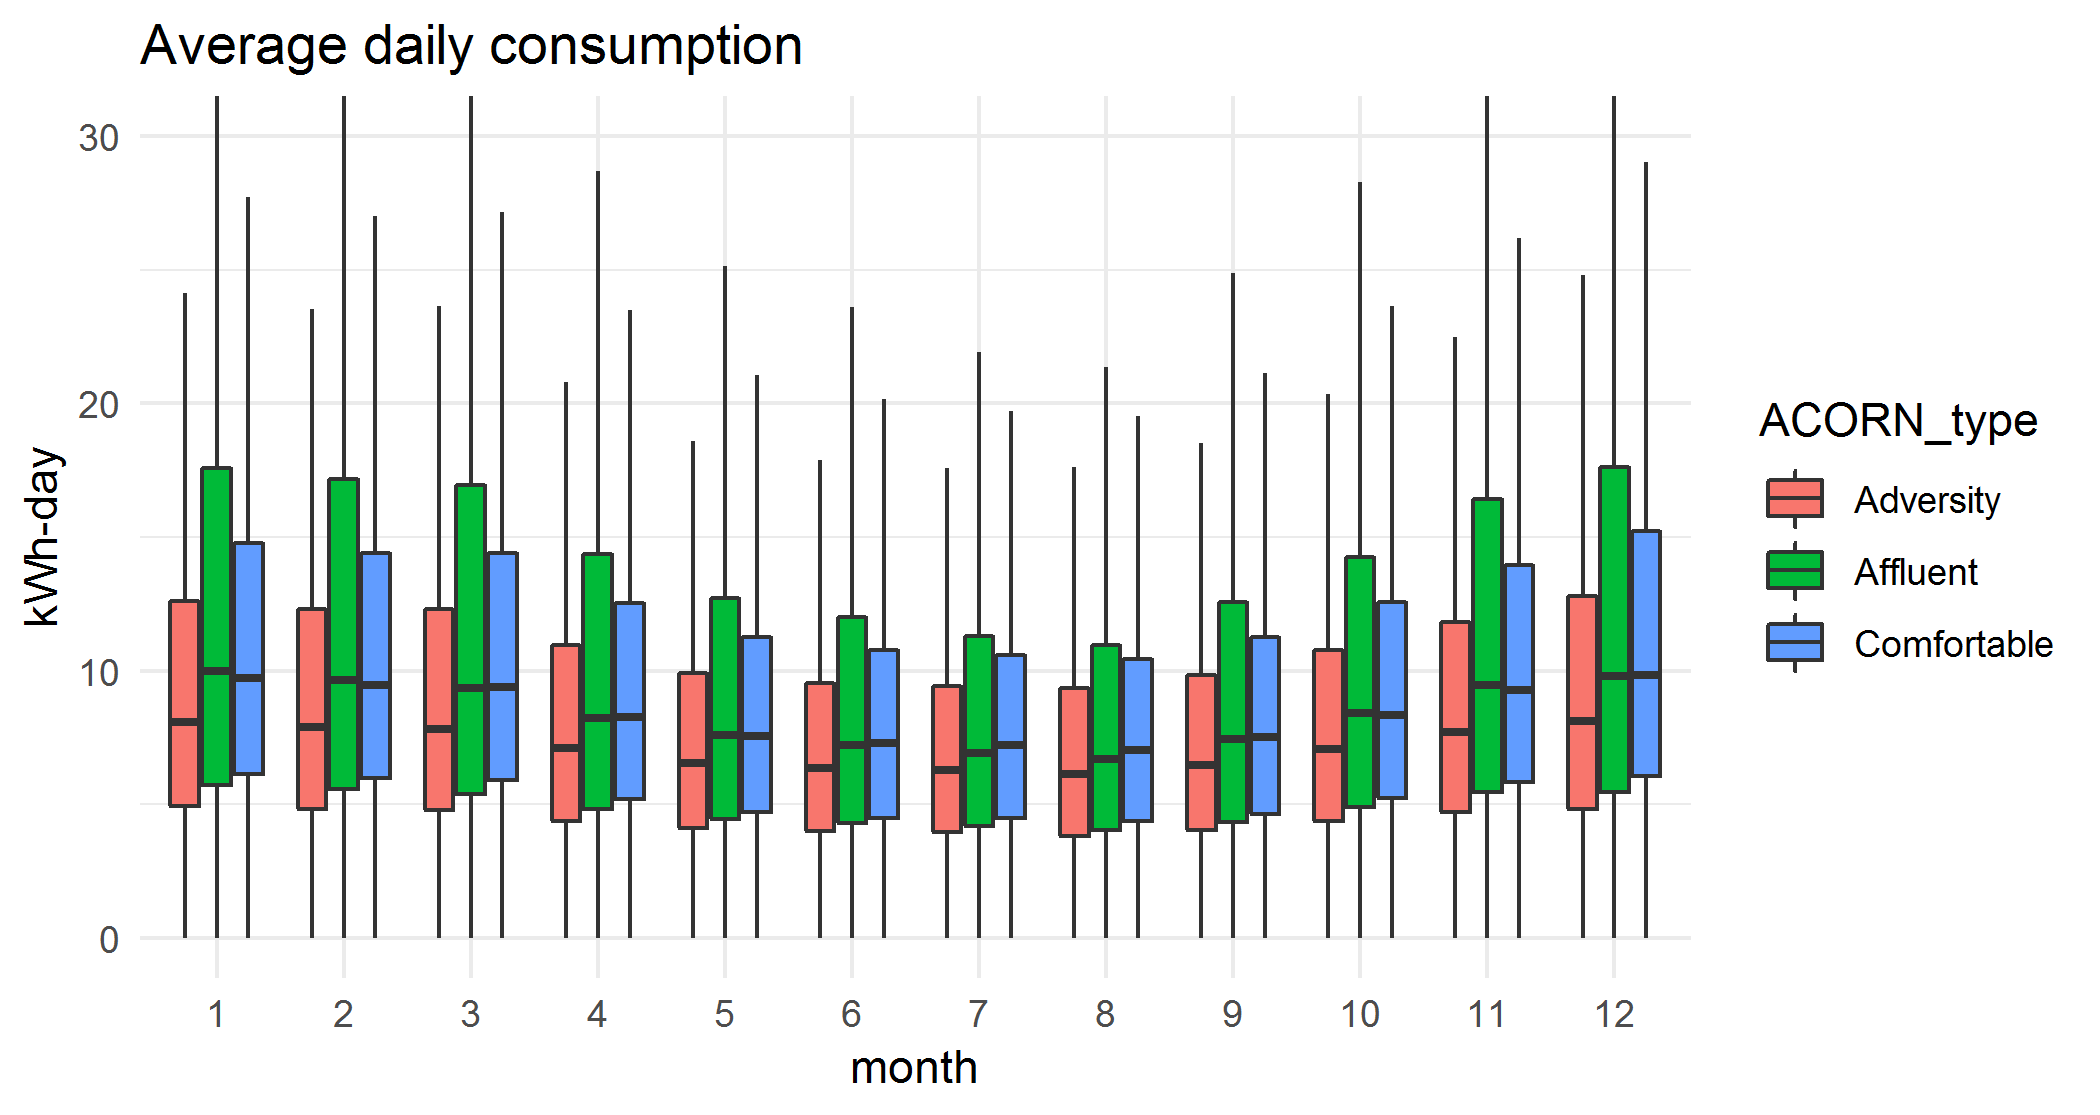 Average daily consumption
30
20
10
0
kWh-day
1 2 3 4 5 6 7 8 9 10 11 12
month
ACORN_type
Adversity
Affluent
Comfortable